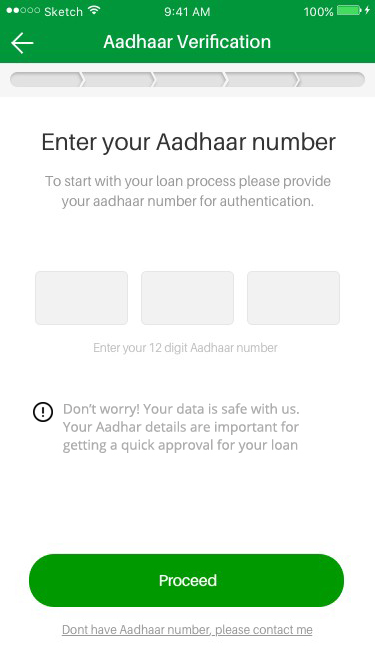 Sketch 9:41 AM 100%
Aadhaar Verification
Enter your Aadhaar number
To start with your loan process please provide
your aadhaar number for authentication.
Enter your 12 digit Aadhaar number
Don't worry! Your data is safe with us.
Your Aadhar details are important for
getting a quick approval for your loan
Proceed
Dont have Aadhaar number, please contact me